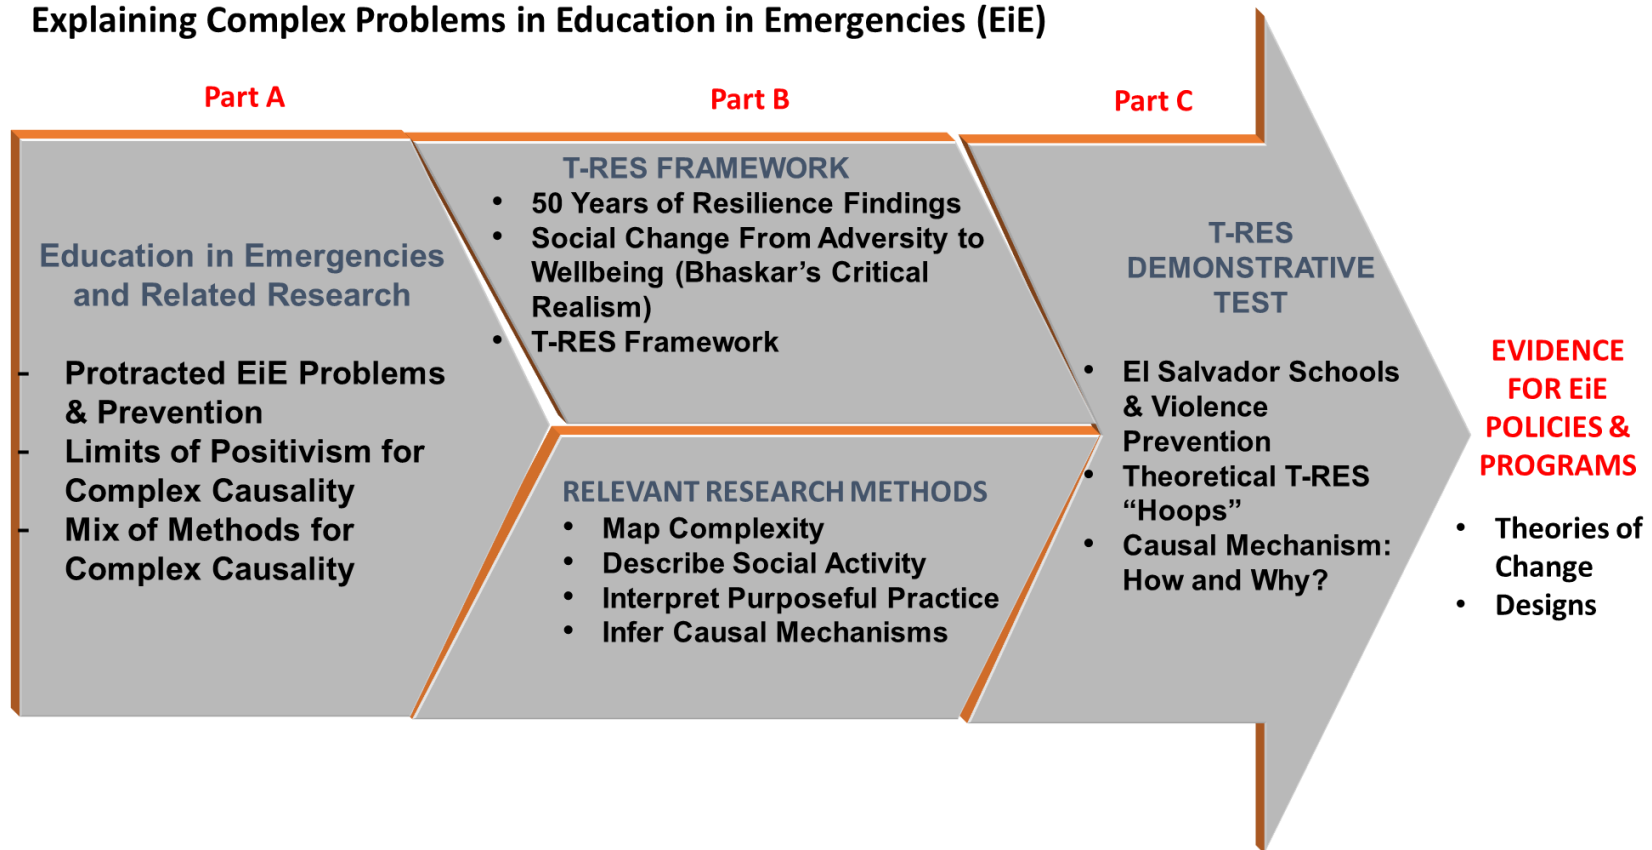 Explaining Complex Problems in Education in Emergencies (EiE)
Part A
Education in Emergencies
and Related Research
- Protracted EiE Problems
& Prevention
- Limits of Positivism for
Complex Causality
- Mix of Methods for
Complex Causality
Part B
T-RES FRAMEWORK
• 50 Years of Resilience Findings
• Social Change From Adversity to
Wellbeing (Bhaskar’s Critical
Realism)
• T-RES Framework
RELEVANT RESEARCH METHODS
• Map Complexity
• Describe Social Activity
• Interpret Purposeful Practice
• Infer Causal Mechanisms
Part C
T-RES
DEMONSTRATIVE
TEST
• El Salvador Schools
& Violence
Prevention
• Theoretical T-RES
“Hoops”
• Causal Mechanism:
How and Why?
EVIDENCE
FOR EiE
POLICIES &
PROGRAMS
• Theories of
Change
• Designs